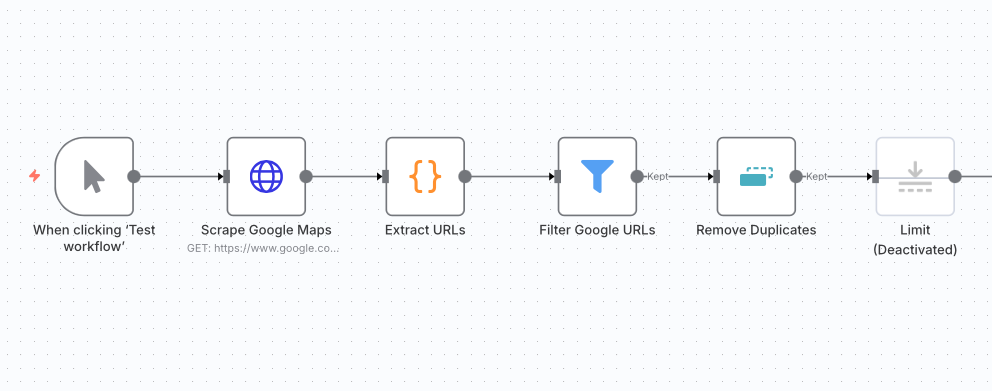 Kept
Kept
When clicking ‘Test
workflow’
Scrape Google Maps
GET: https://www.google.co...
Extract URLs
Filter Google URLs
Remove Duplicates
Limit
(Deactivated)